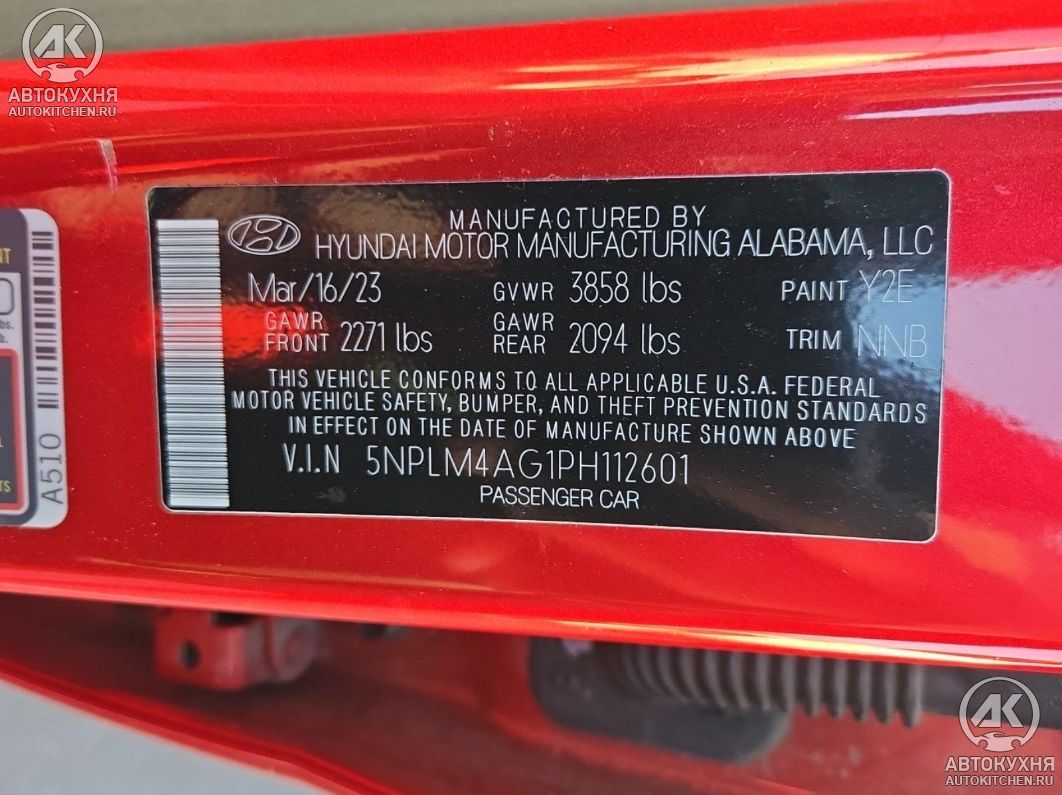 AK
АВТОКУХНЯ
AUTOKITCHEN.RU
MANUFACTURED BY
HYUNDAI MOTOR MANUFACTURING ALABAMA, LLC
Mar/16/23 GVWR 3858 lbs PAINT Y2E
GAWR FRONT 2271 lbs GAWR REAR 2094 lbs TRIM NNB
THIS VEHICLE CONFORMS TO ALL APPLICABLE U.S.A. FEDERAL
MOTOR VEHICLE SAFETY, BUMPER, AND THEFT PREVENTION STANDARDS
IN EFFECT ON THE DATE OF MANUFACTURE SHOWN ABOVE
V.I.N 5NPLM4AG1PH112601
PASSENGER CAR
A510
AK
АВТОКУХНЯ
AUTOKITCHEN.RU